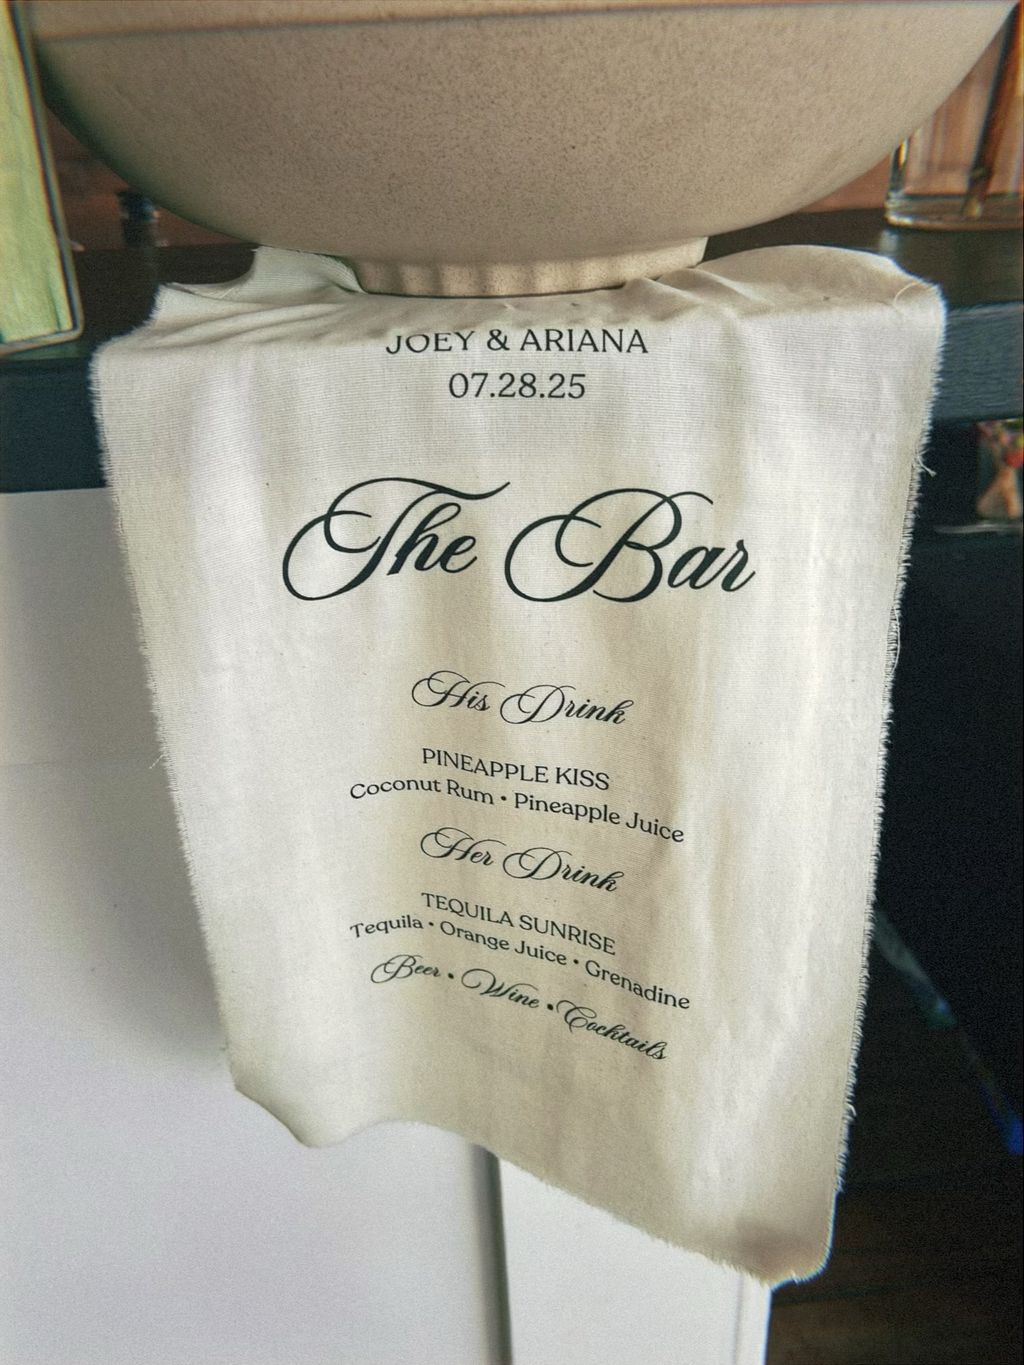 JOEY & ARIANA
07.28.25
The Bar
His Drink
PINEAPPLE KISS
Coconut Rum • Pineapple Juice
Her Drink
TEQUILA SUNRISE
Tequila • Orange Juice • Grenadine
Beer • Wine • Cocktails